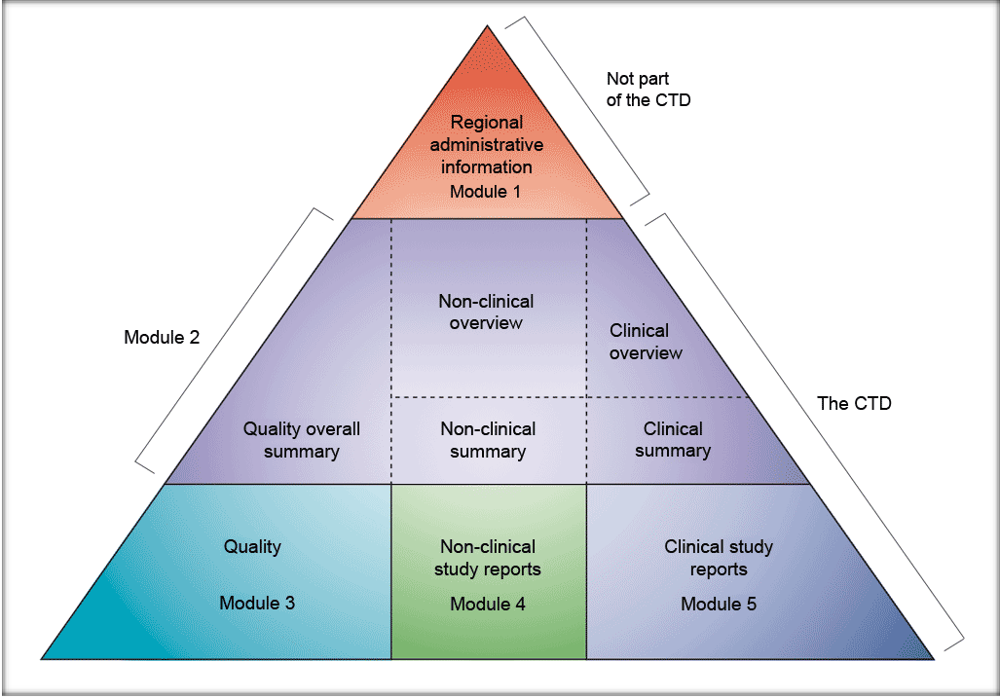 Not part
of the CTD
Regional
administrative
information
Module 1
Module 2
Non-clinical
overview
Clinical
overview
The CTD
Quality overall
summary
Non-clinical
summary
Clinical
summary
Quality
Module 3
Non-clinical
study reports
Module 4
Clinical study
reports
Module 5